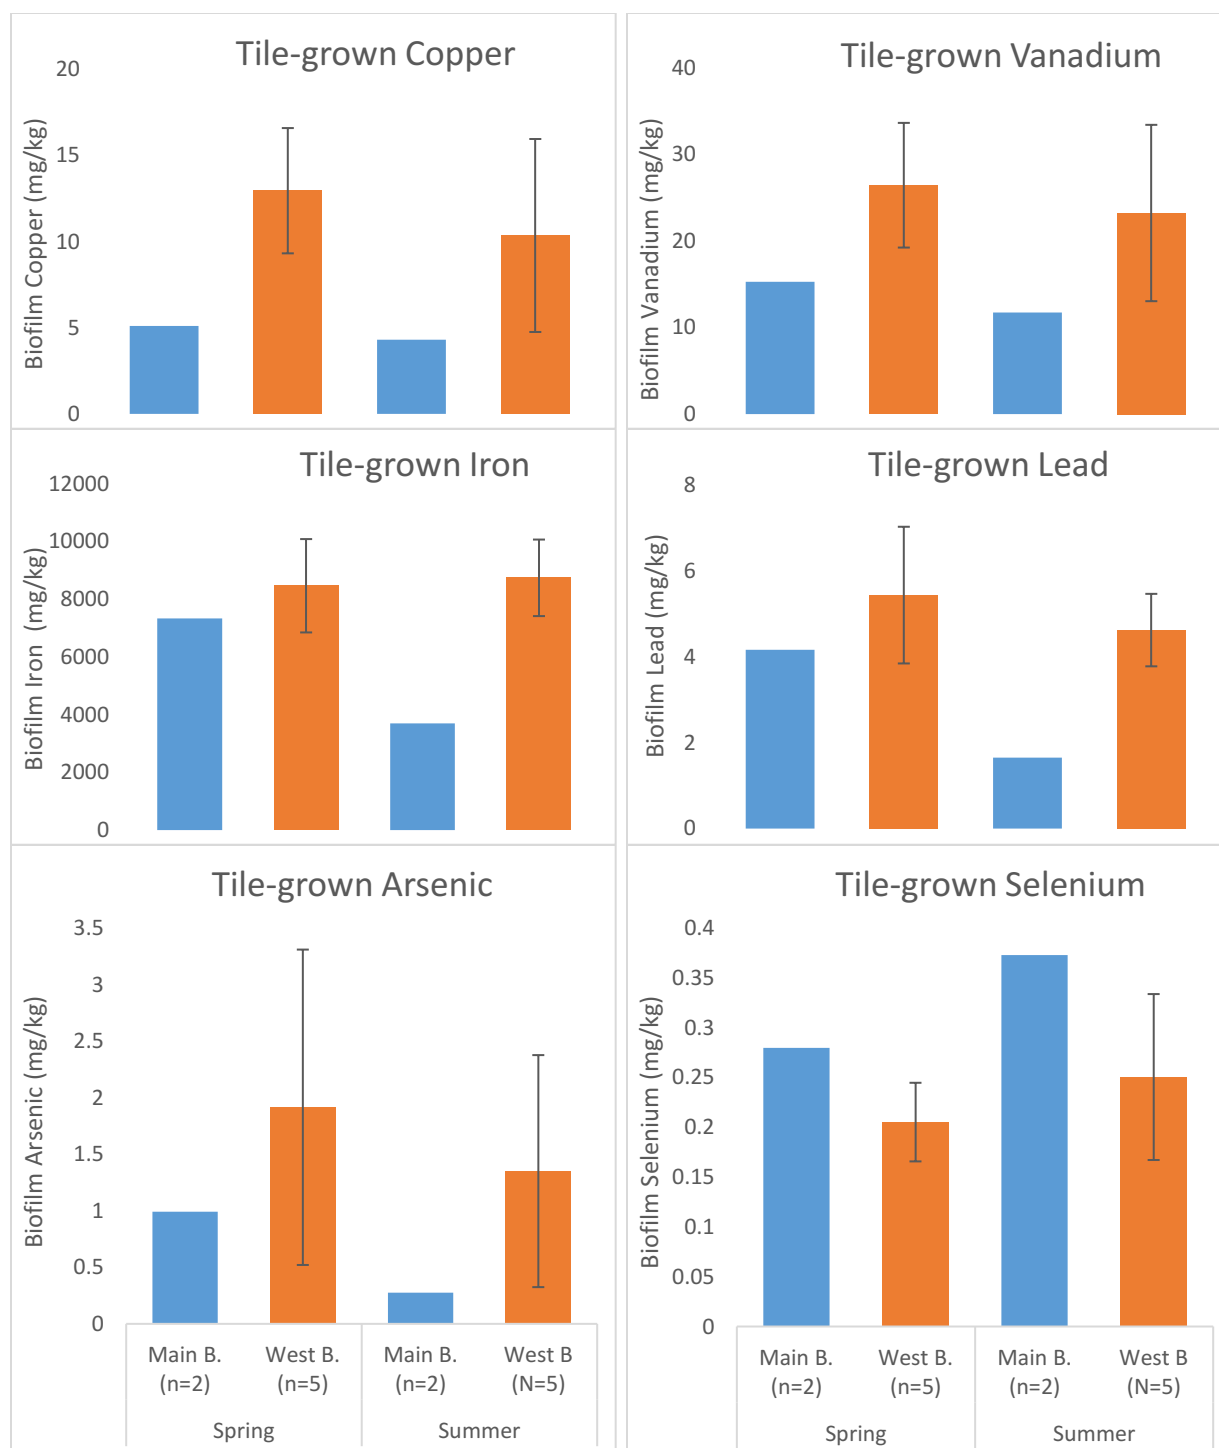 Tile-grown Copper
Biofilm Copper (mg/kg)
20
15
10
5
0
Tile-grown Vanadium
Biofilm Vanadium (mg/kg)
40
30
20
10
0
Tile-grown Iron
Biofilm Iron (mg/kg)
12000
10000
8000
6000
4000
2000
0
Tile-grown Lead
Biofilm Lead (mg/kg)
8
6
4
2
0
Tile-grown Arsenic
Biofilm Arsenic (mg/kg)
3.5
3
2.5
2
1.5
1
0.5
0
Main B. West B. Main B. West B
(n=2) (n=5) (n=2) (N=5)
Spring Summer
Tile-grown Selenium
Biofilm Selenium (mg/kg)
0.4
0.35
0.3
0.25
0.2
0.15
0.1
0.05
0
Main B. West B. Main B. West B
(n=2) (n=5) (n=2) (N=5)
Spring Summer